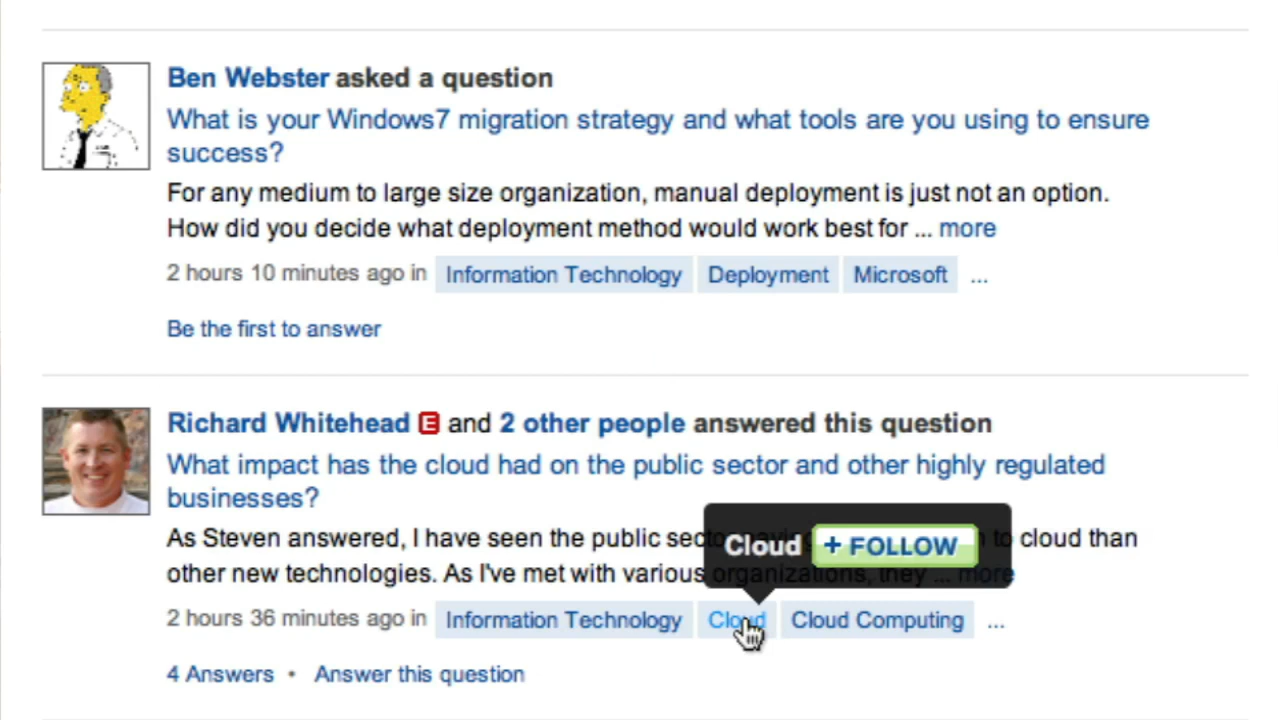 Ben Webster asked a question
What is your Windows7 migration strategy and what tools are you using to ensure
success?
For any medium to large size organization, manual deployment is just not an option.
How did you decide what deployment method would work best for ... more
2 hours 10 minutes ago in Information Technology Deployment Microsoft ...
Be the first to answer
Richard Whitehead E and 2 other people answered this question
What impact has the cloud had on the public sector and other highly regulated
businesses?
As Steven answered, I have seen the public sector to cloud than
Cloud + FOLLOW
other new technologies. As I've met with various organizations, they ... more
2 hours 36 minutes ago in Information Technology Cloud Cloud Computing ...
4 Answers • Answer this question